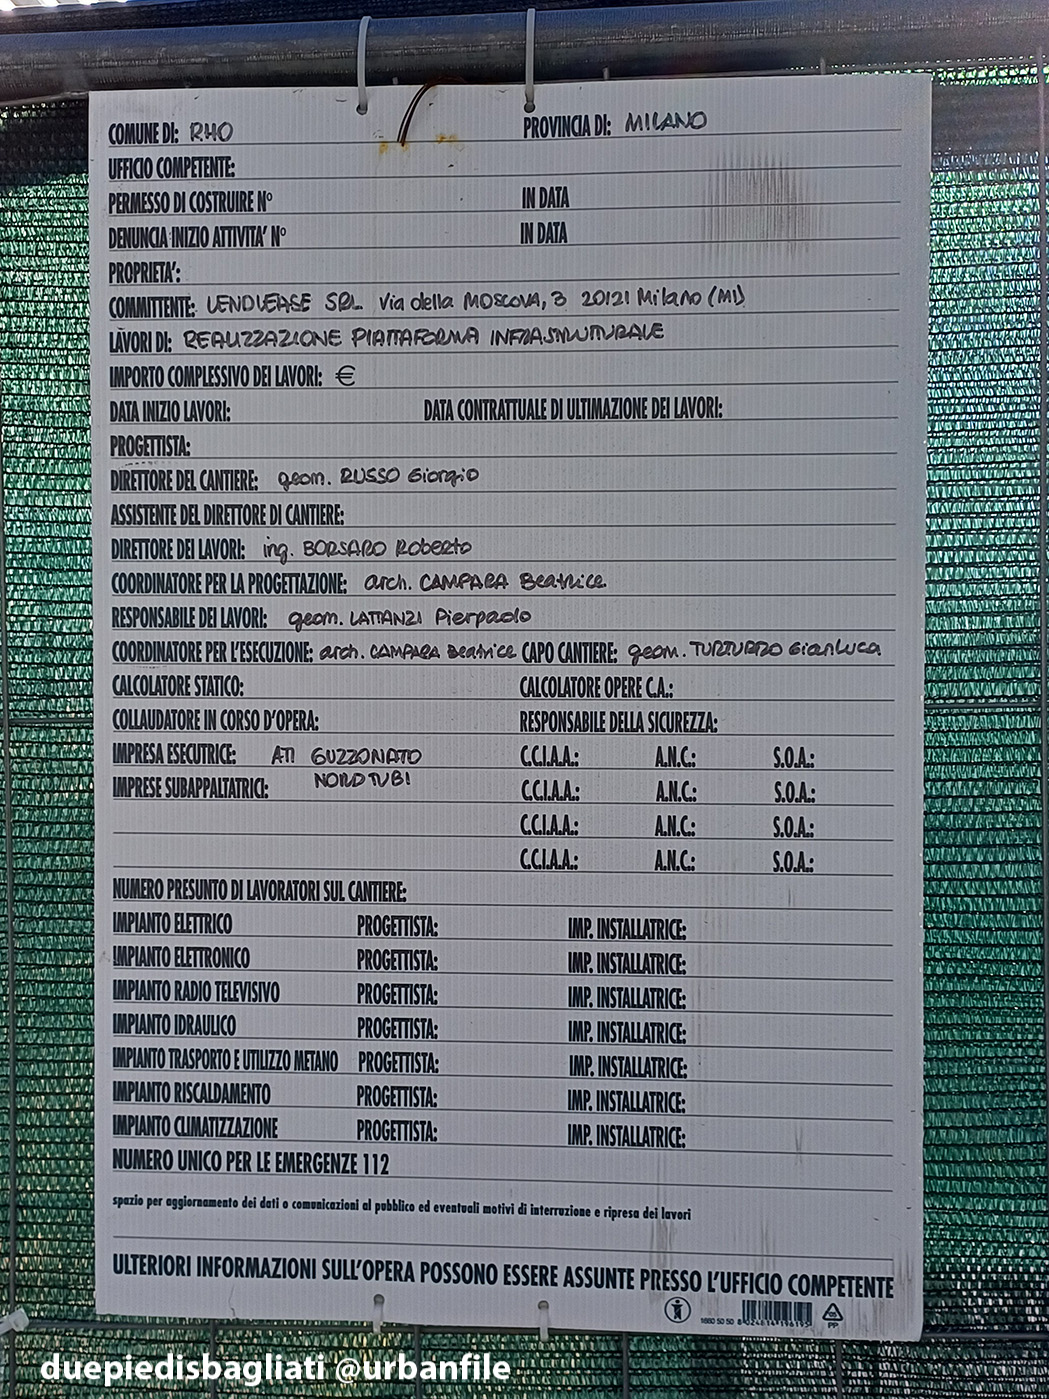 COMUNE DI: RHO PROVINCIA DI: MILANO
UFFICIO COMPETENTE:
PERMESSO DI COSTRUIRE Nº IN DATA
DENUNCIA INIZIO ATTIVITA' Nº IN DATA
PROPRIETA':
COMMITTENTE: LENDLEASE SRL Via della MOSCOVA, 3 20121 Milano (MI)
LAVORI DI: REALIZZAZIONE PIATTAFORMA INFRASTRUTTURALE
IMPORTO COMPLESSIVO DEI LAVORI: €
DATA INIZIO LAVORI: DATA CONTRATTUALE DI ULTIMAZIONE DEI LAVORI:
PROGETTISTA:
DIRETTORE DEL CANTIERE: geom. RUSSO Giorgio
ASSISTENTE DEL DIRETTORE DI CANTIERE:
DIRETTORE DEI LAVORI: ing. BORSARO Roberto
COORDINATORE PER LA PROGETTAZIONE: arch. CAMPARA Beatrice
RESPONSABILE DEI LAVORI: geom. LATTANZI Pierpaolo
COORDINATORE PER L'ESECUZIONE: arch. CAMPARA Beatrice CAPO CANTIERE: geom. TURTURRO Gianluca
CALCOLATORE STATICO: CALCOLATORE OPERE C.A.:
COLLAUDATORE IN CORSO D'OPERA: RESPONSABILE DELLA SICUREZZA:
IMPRESA ESECUTRICE: ATI GUZZONATO C.C.I.A.A.: A.N.C.: S.O.A.:
NORDTUBI
IMPRESE SUBAPPALTATRICI: C.C.I.A.A.: A.N.C.: S.O.A.:
C.C.I.A.A.: A.N.C.: S.O.A.:
C.C.I.A.A.: A.N.C.: S.O.A.:
NUMERO PRESUNTO DI LAVORATORI SUL CANTIERE:
IMPIANTO ELETTRICO PROGETTISTA: IMP. INSTALLATRICE:
IMPIANTO ELETTRONICO PROGETTISTA: IMP. INSTALLATRICE:
IMPIANTO RADIO TELEVISIVO PROGETTISTA: IMP. INSTALLATRICE:
IMPIANTO IDRAULICO PROGETTISTA: IMP. INSTALLATRICE:
IMPIANTO TRASPORTO E UTILIZZO METANO PROGETTISTA: IMP. INSTALLATRICE:
IMPIANTO RISCALDAMENTO PROGETTISTA: IMP. INSTALLATRICE:
IMPIANTO CLIMATIZZAZIONE PROGETTISTA: IMP. INSTALLATRICE:
NUMERO UNICO PER LE EMERGENZE 112
spazio per aggiornamento dei dati o comunicazioni al pubblico ed eventuali motivi di interruzione e ripresa dei lavori
ULTERIORI INFORMAZIONI SULL'OPERA POSSONO ESSERE ASSUNTE PRESSO L'UFFICIO COMPETENTE
PP
duepiedisbagliati @urbanfile